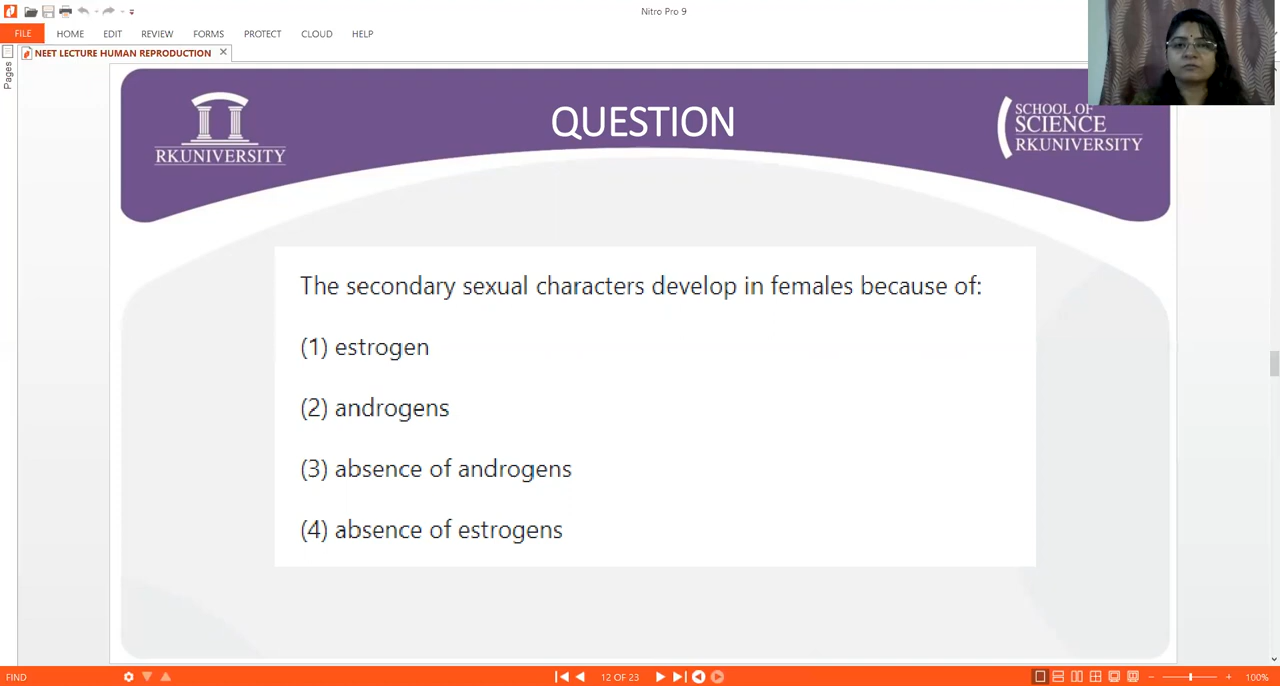 Nitro Pro 9
FILE HOME EDIT REVIEW FORMS PROTECT CLOUD HELP
NEET LECTURE HUMAN REPRODUCTION
Pages
RKUNIVERSITY
QUESTION
SCHOOL OF
SCIENCE
RKUNIVERSITY
The secondary sexual characters develop in females because of:
(1) estrogen
(2) androgens
(3) absence of androgens
(4) absence of estrogens
FIND
12 OF 23
100%